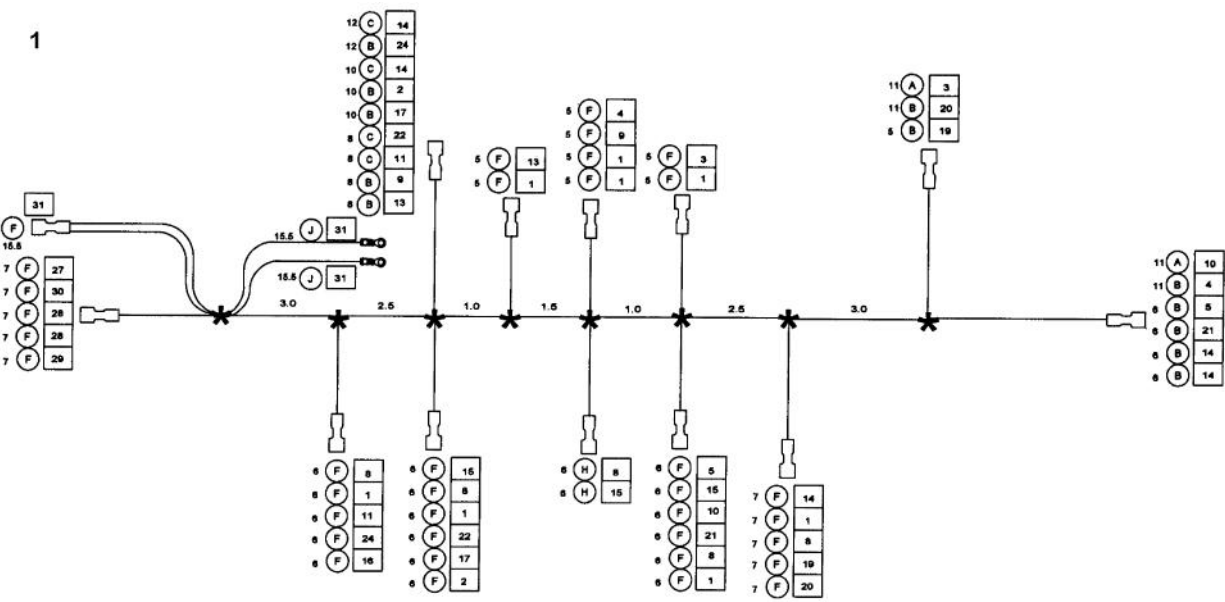 1
12 C 14
12 B 24
10 C 14
10 B 2
10 B 17
8 C 22
8 C 11
8 B 9
8 B 13
5 F 13
5 F 1
5 F 4
5 F 9
5 F 1
5 F 1
5 F 3
5 F 1
11 A 3
11 B 20
5 B 19
31
F
15.5
15.5 J 31
15.5 J 31
7 F 27
7 F 30
7 F 28
7 F 28
7 F 29
3.0
2.5
1.0
1.5
1.0
2.5
3.0
11 A 10
11 B 4
6 B 5
6 B 21
6 B 14
6 B 14
6 F 8
6 F 1
6 F 11
6 F 24
6 F 16
6 F 15
6 F 8
6 F 1
6 F 22
6 F 17
6 F 2
6 H 8
6 H 15
6 F 5
6 F 15
6 F 10
6 F 21
6 F 8
6 F 1
7 F 14
7 F 1
7 F 8
7 F 19
7 F 20